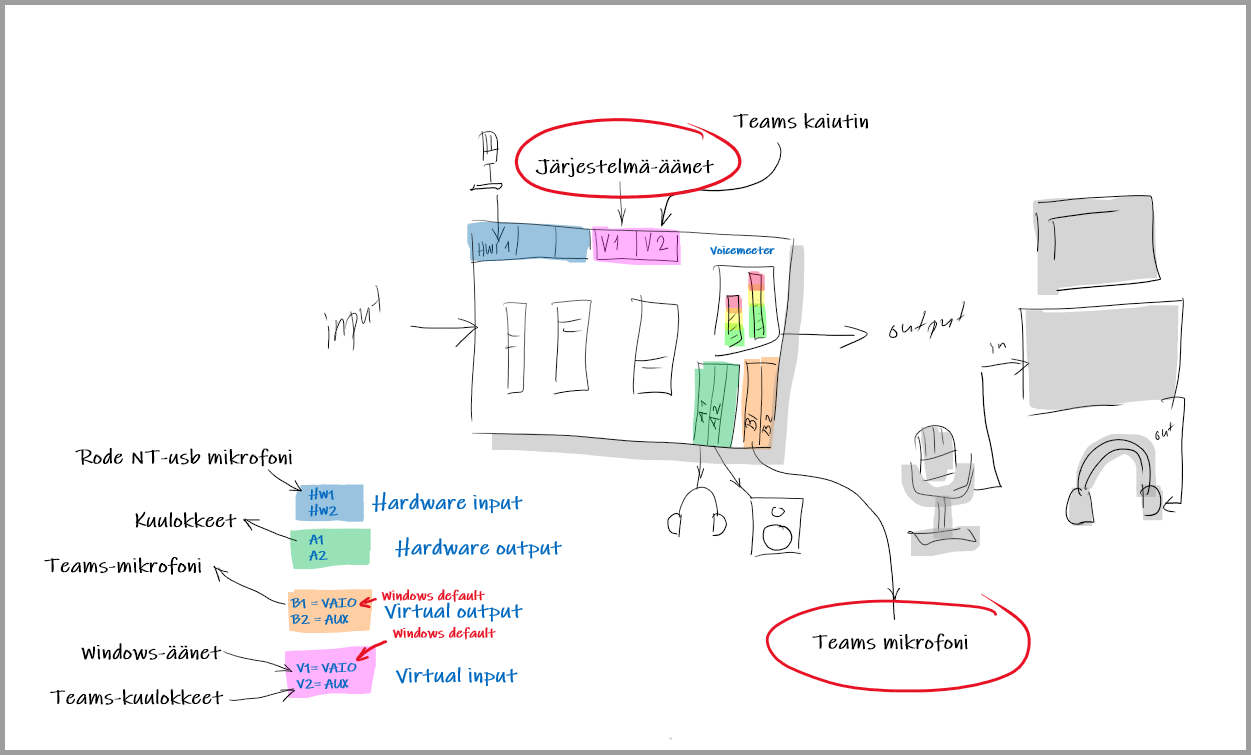 Teams kaiutin
Järjestelmä-äänet
HW 1
V1
V2
Voicemeeter
input
output
in
out
A1
A2
B1
B2
Rode NT-usb mikrofoni
HW1
HW2
Hardware input
Kuulokkeet
A1
A2
Hardware output
Teams-mikrofoni
B1 = VAIO
B2 = AUX
Windows default
Virtual output
Windows default
Windows-äänet
V1= VAIO
V2= AUX
Virtual input
Teams-kuulokkeet
Teams mikrofoni